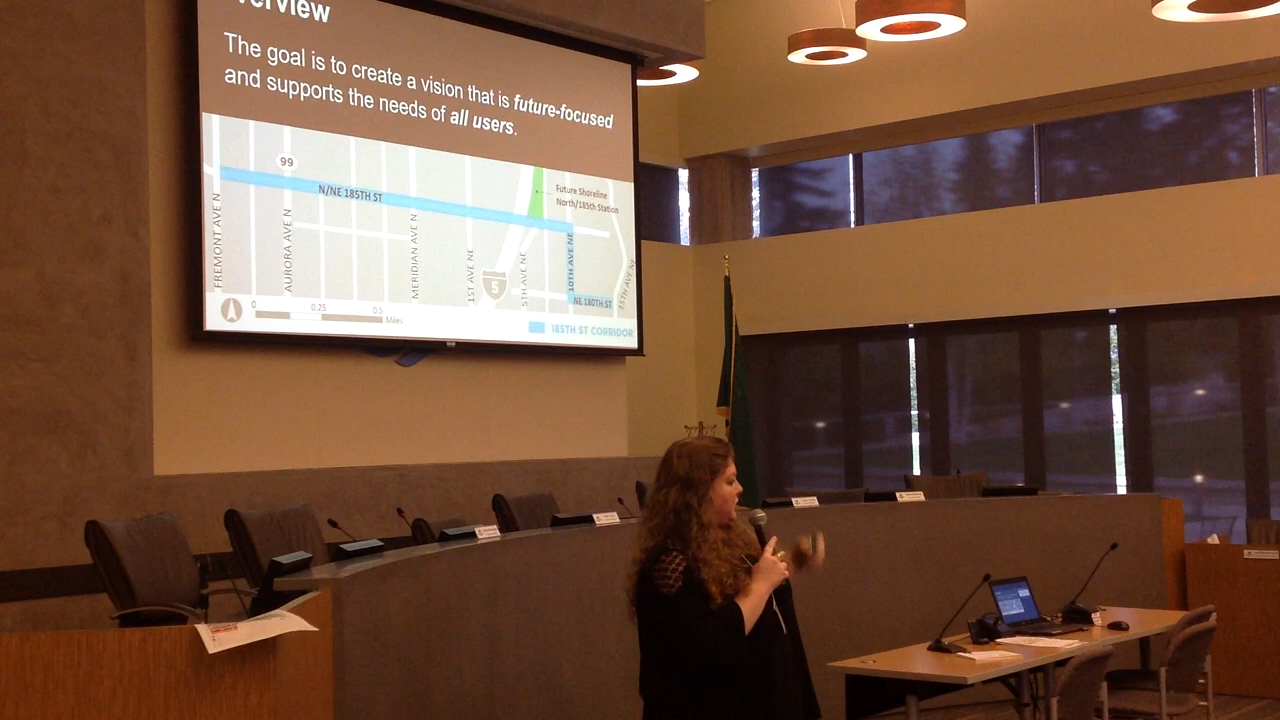 verview
The goal is to create a vision that is future-focused
and supports the needs of all users.
99
N/NE 185TH ST
Future Shoreline
North/185th Station
FREMONT AVE N
AURORA AVE N
MERIDIAN AVE N
1ST AVE NE
5
5TH AVE NE
10TH AVE NE
15TH AVE NE
NE 180TH ST
0 0.25 0.5
Miles
185TH ST CORRIDOR